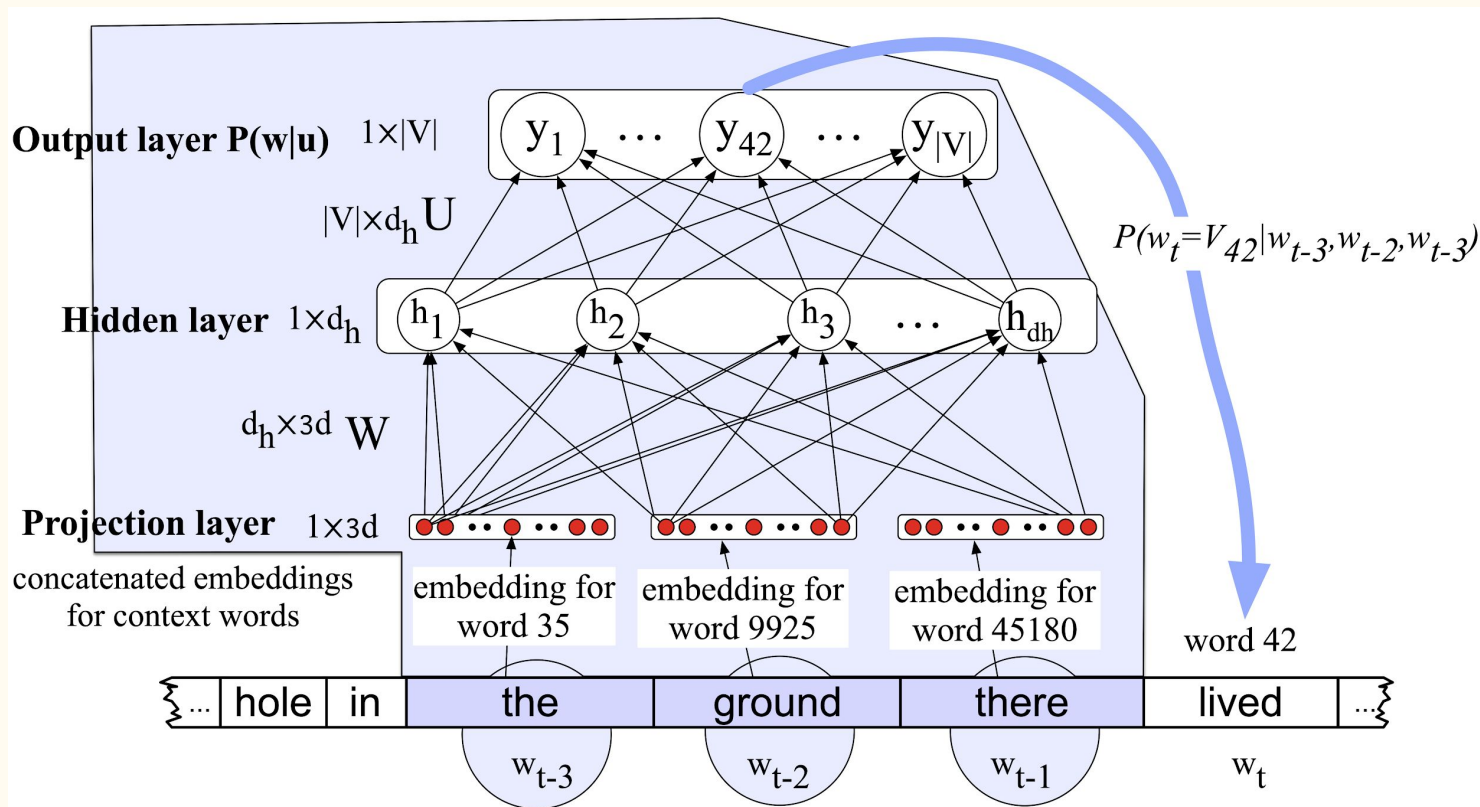 Output layer P(w|u) 1×|V| y1 ... y42 ... y|V|
|V|×dh U
P(wt=V42|wt-3,wt-2,wt-3)
Hidden layer 1×dh h1 h2 h3 ... hdh
dh×3d W
Projection layer 1×3d
concatenated embeddings
for context words
embedding for
word 35
embedding for
word 9925
embedding for
word 45180
word 42
... hole in the ground there lived ...
wt-3 wt-2 wt-1 wt